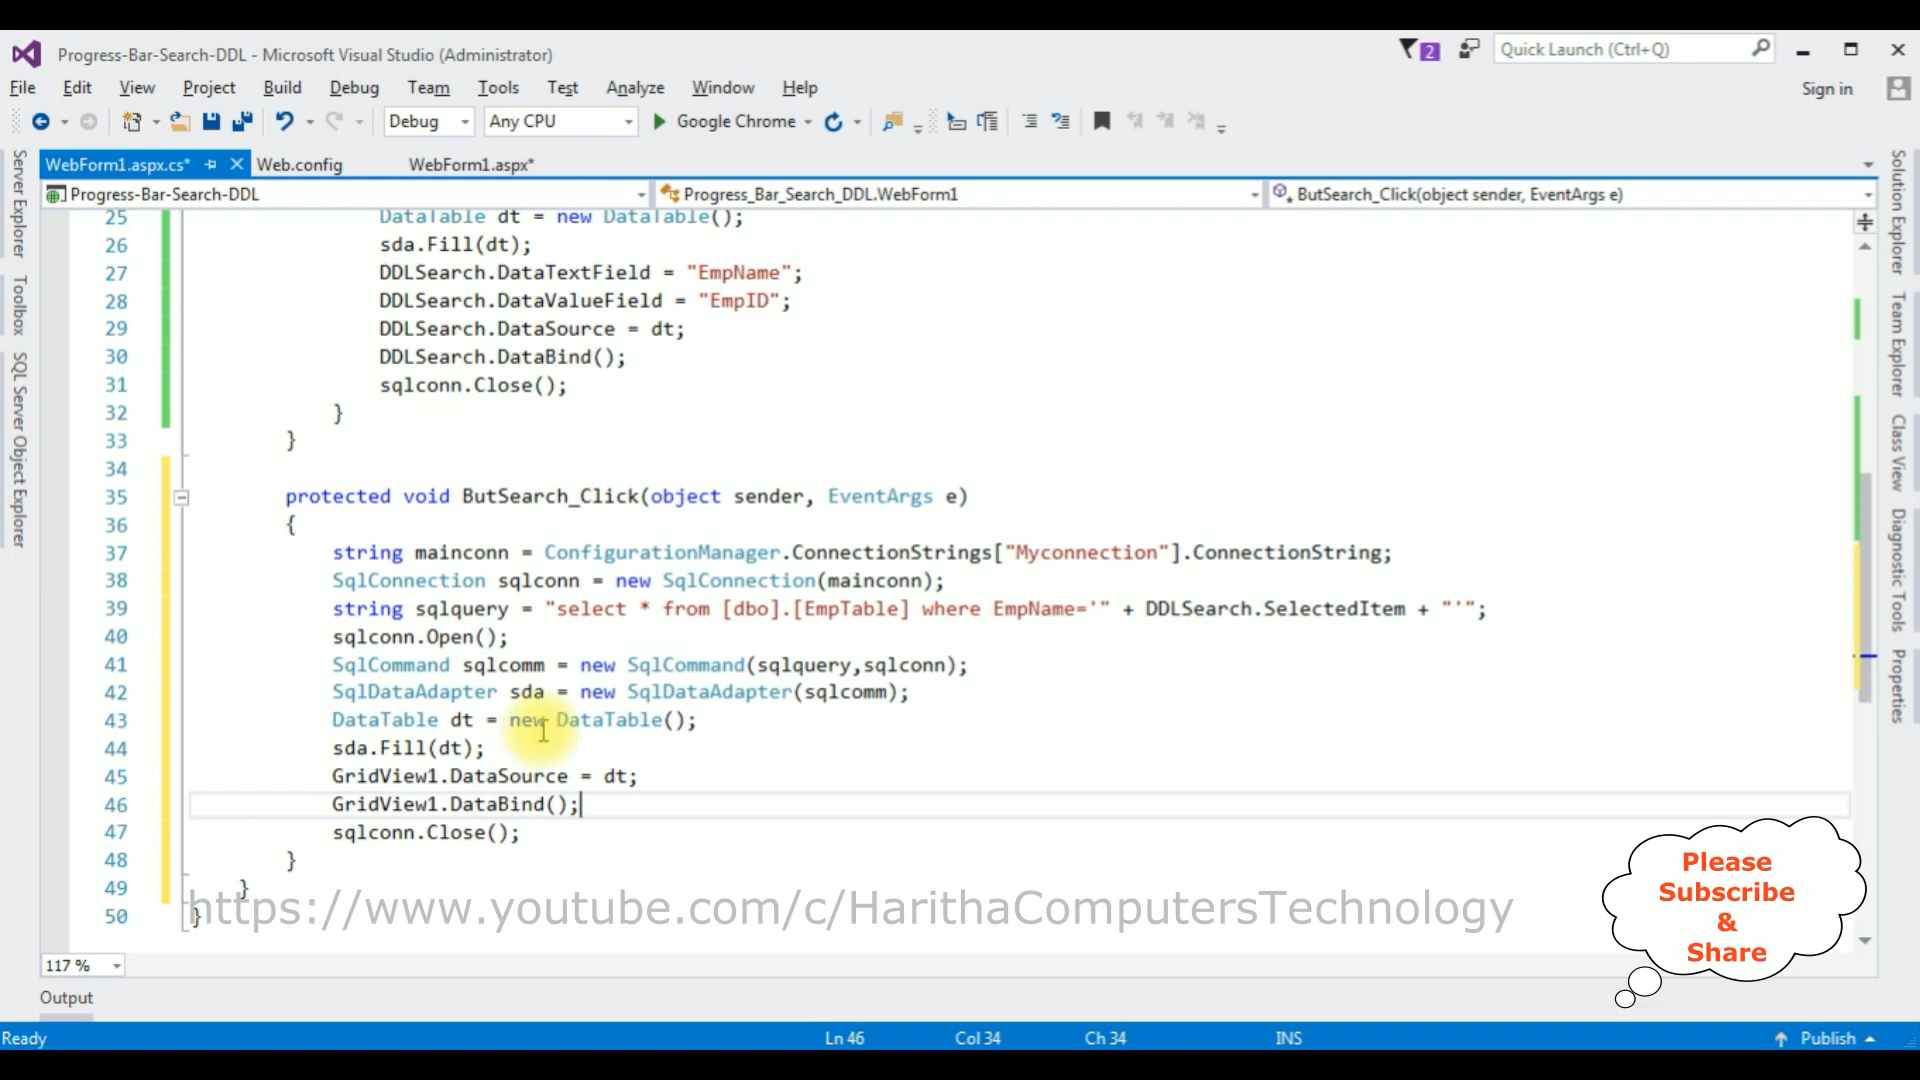 Progress-Bar-Search-DDL - Microsoft Visual Studio (Administrator)
2
Quick Launch (Ctrl+Q)
File Edit View Project Build Debug Team Tools Test Analyze Window Help
Sign in
Debug
Any CPU
Google Chrome
WebForm1.aspx.cs*
Web.config
WebForm1.aspx*
Progress-Bar-Search-DDL
Progress_Bar_Search_DDL.WebForm1
ButSearch_Click(object sender, EventArgs e)
Server Explorer
Toolbox
SQL Server Object Explorer
25 DataTable dt = new DataTable();
26 sda.Fill(dt);
27 DDLSearch.DataTextField = "EmpName";
28 DDLSearch.DataValueField = "EmpID";
29 DDLSearch.DataSource = dt;
30 DDLSearch.DataBind();
31 sqlconn.Close();
32 }
33 }
34
35 protected void ButSearch_Click(object sender, EventArgs e)
36 {
37 string mainconn = ConfigurationManager.ConnectionStrings["Myconnection"].ConnectionString;
38 SqlConnection sqlconn = new SqlConnection(mainconn);
39 string sqlquery = "select * from [dbo].[EmpTable] where EmpName='" + DDLSearch.SelectedItem + "'";
40 sqlconn.Open();
41 SqlCommand sqlcomm = new SqlCommand(sqlquery,sqlconn);
42 SqlDataAdapter sda = new SqlDataAdapter(sqlcomm);
43 DataTable dt = new DataTable();
44 sda.Fill(dt);
45 GridView1.DataSource = dt;
46 GridView1.DataBind();
47 sqlconn.Close();
48 }
49 }
50 }
https://www.youtube.com/c/HarithaComputersTechnology
Solution Explorer
Team Explorer
Class View
Diagnostic Tools
Properties
Please
Subscribe
&
Share
117 %
Output
Ready
Ln 46
Col 34
Ch 34
INS
Publish